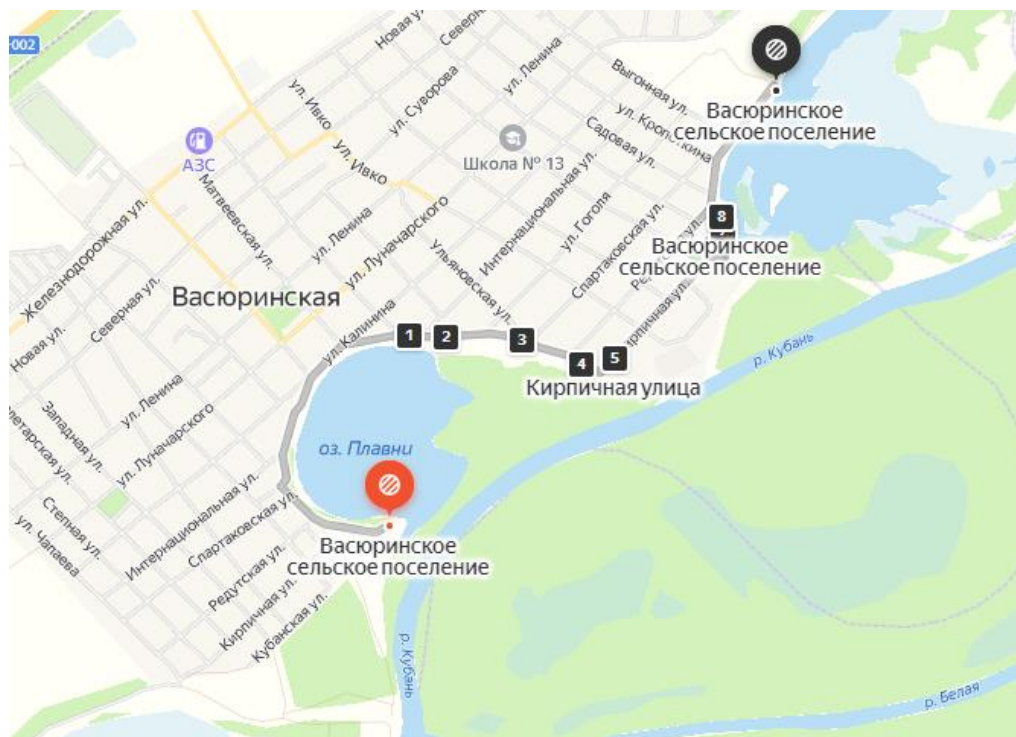 -002
Новая у
Север
ул. Ленина
ул. Суворова
ул. Ивко
Выгонная ул.
ул. Кропоткина
Васюринское
сельское поселение
АЗС
Школа № 13
Садовая ул.
ул. Ивко
Матвеевская ул.
ул. Ленина
ул. Луначарского
Интернациональная ул.
ул. Гоголя
Спартаковская ул.
8
Васюринское
сельское поселение
Железнодорожная ул.
Северная ул.
Ульяновская ул.
Васюринская
ул. Калинина
1
2
3
4
5
Кирпичная улица
ирпичная ул.
р. Кубань
Новая ул.
ул. Ленина
Западная ул.
летарская ул.
ул. Луначарского
оз. Плавни
Степная ул.
ул. Чапаева
Интернациональная ул.
Спартаковская ул.
Редутская ул.
Кирпичная ул.
Кубанская ул.
Васюринское
сельское поселение
р. Кубань
р. Белая